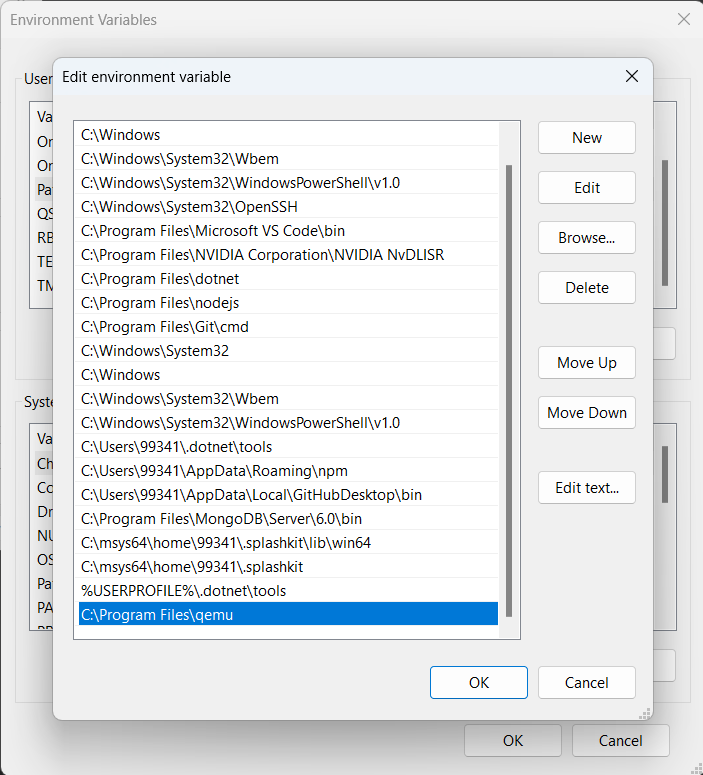 Environment Variables
User
Edit environment variable
Va
Or
Or
Pa
QS
RB
TE
TM
C:\Windows
C:\Windows\System32\Wbem
C:\Windows\System32\WindowsPowerShell\v1.0
C:\Windows\System32\OpenSSH
C:\Program Files\Microsoft VS Code\bin
C:\Program Files\NVIDIA Corporation\NVIDIA NvDLISR
C:\Program Files\dotnet
C:\Program Files\nodejs
C:\Program Files\Git\cmd
C:\Windows\System32
C:\Windows
C:\Windows\System32\Wbem
C:\Windows\System32\WindowsPowerShell\v1.0
C:\Users\99341\.dotnet\tools
C:\Users\99341\AppData\Roaming\npm
C:\Users\99341\AppData\Local\GitHubDesktop\bin
C:\Program Files\MongoDB\Server\6.0\bin
C:\msys64\home\99341\.splashkit\lib\win64
C:\msys64\home\99341\.splashkit
%USERPROFILE%\.dotnet\tools
C:\Program Files\qemu
New
Edit
Browse...
Delete
Move Up
Move Down
Edit text...
OK
Cancel
Syste
Va
Ch
Co
Dr
NU
OS
Pa
PA
OK
Cancel